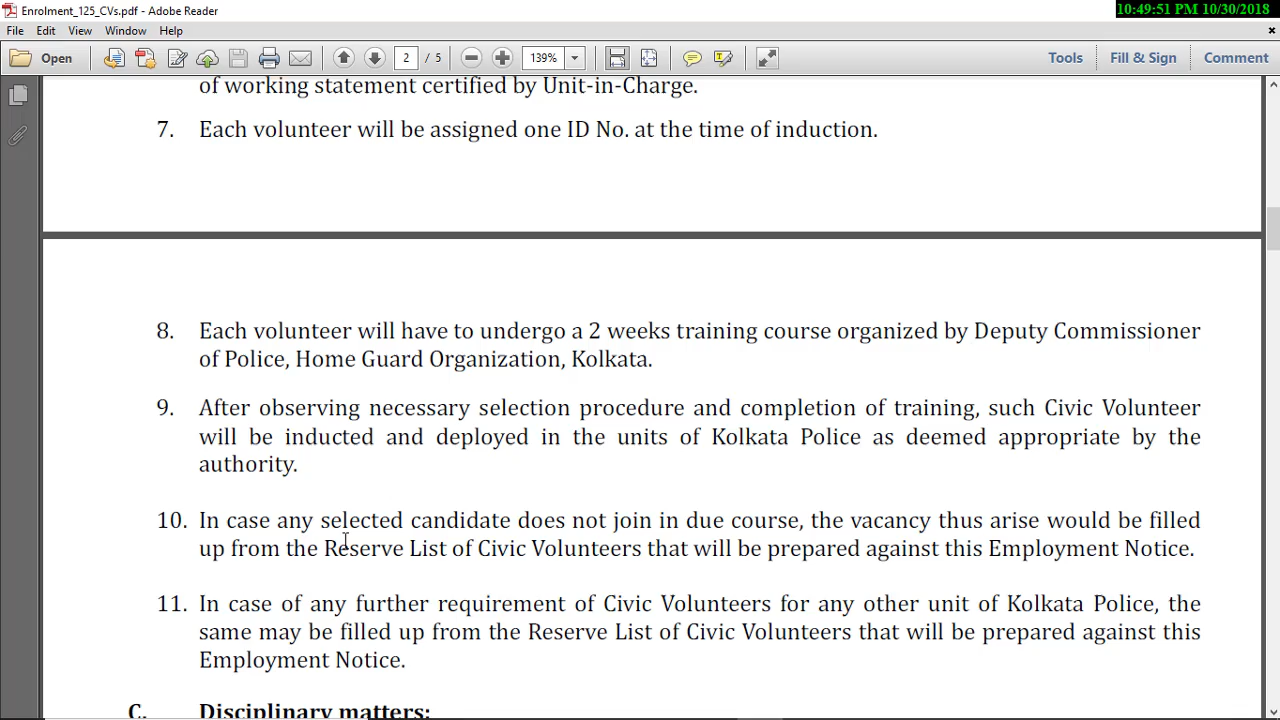 Enrolment_125_CVs.pdf - Adobe Reader
10:49:51 PM 10/30/2018
File Edit View Window Help
Open 2 / 5 139% Tools Fill & Sign Comment
of working statement certified by Unit-in-Charge.
7. Each volunteer will be assigned one ID No. at the time of induction.
8. Each volunteer will have to undergo a 2 weeks training course organized by Deputy Commissioner
of Police, Home Guard Organization, Kolkata.
9. After observing necessary selection procedure and completion of training, such Civic Volunteer
will be inducted and deployed in the units of Kolkata Police as deemed appropriate by the
authority.
10. In case any selected candidate does not join in due course, the vacancy thus arise would be filled
up from the Reserve List of Civic Volunteers that will be prepared against this Employment Notice.
11. In case of any further requirement of Civic Volunteers for any other unit of Kolkata Police, the
same may be filled up from the Reserve List of Civic Volunteers that will be prepared against this
Employment Notice.
C. Disciplinary matters: